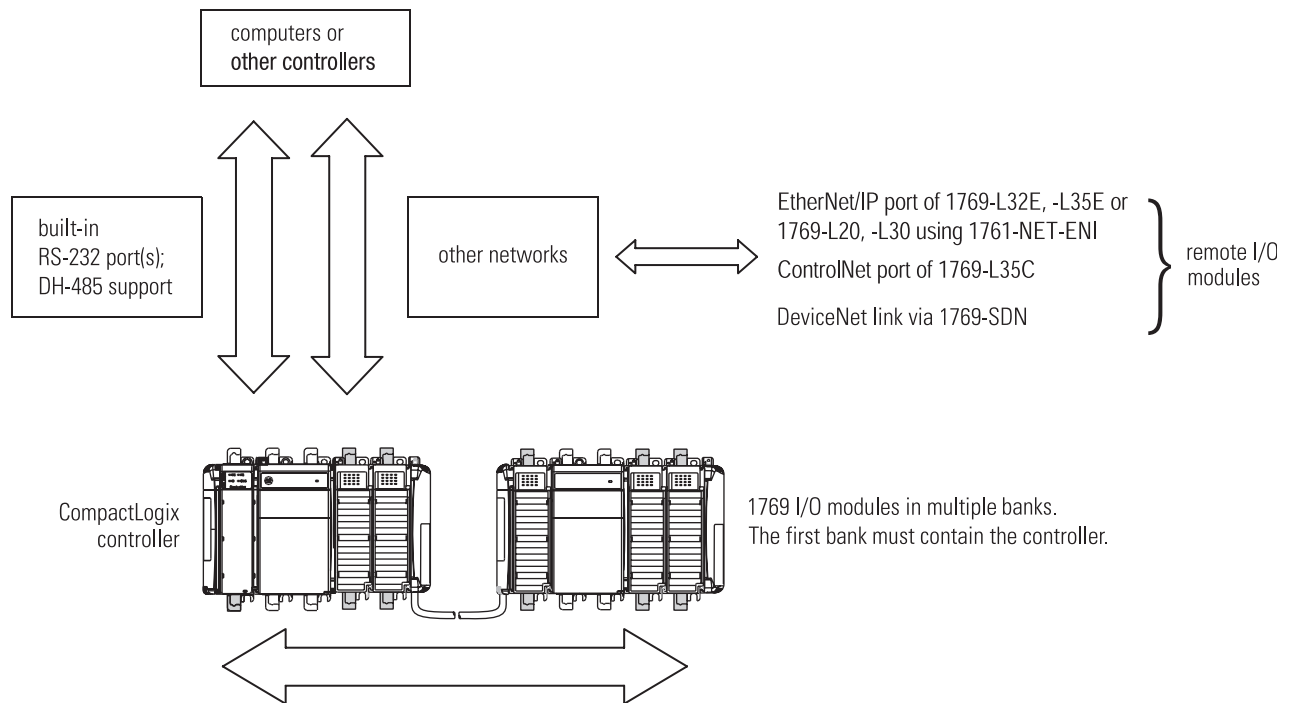 computers or
other controllers
built-in
RS-232 port(s);
DH-485 support
other networks
EtherNet/IP port of 1769-L32E, -L35E or
1769-L20, -L30 using 1761-NET-ENI
ControlNet port of 1769-L35C
DeviceNet link via 1769-SDN
remote I/O
modules
CompactLogix
controller
1769 I/O modules in multiple banks.
The first bank must contain the controller.